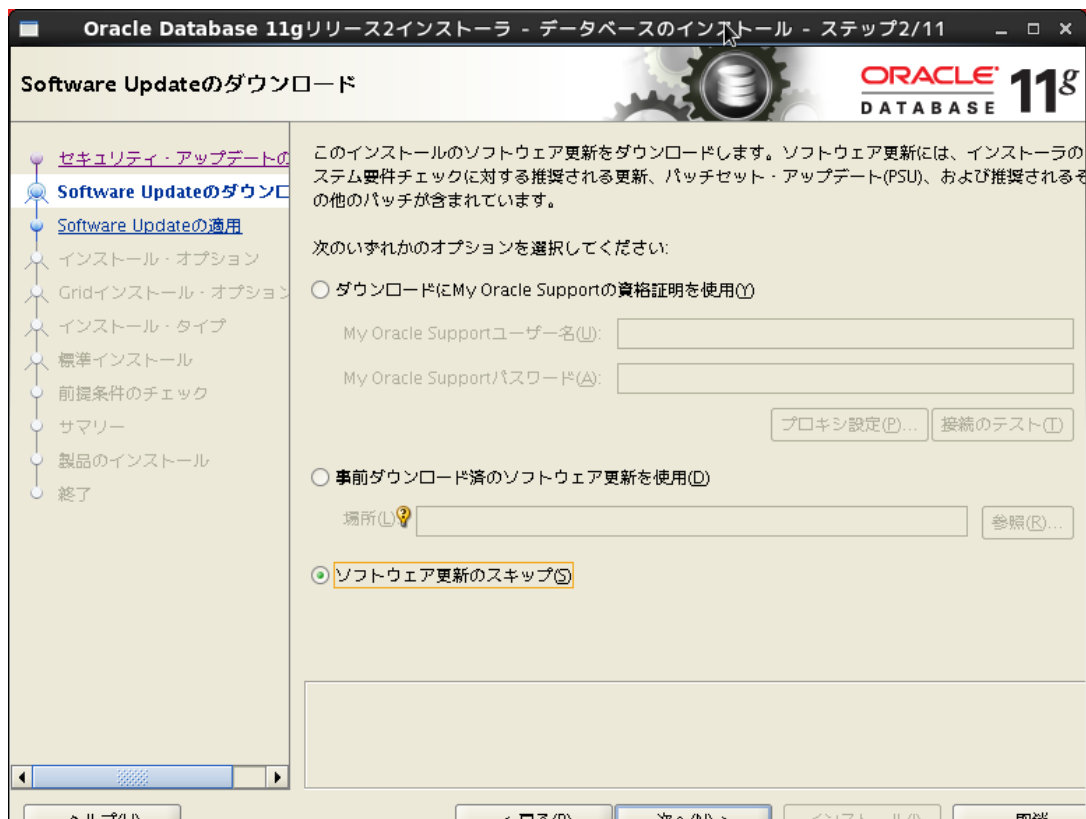 Oracle Database 11gリリース2インストーラ - データベースのインストール - ステップ2/11
Software Updateのダウンロード
ORACLE
DATABASE 11g
セキュリティ・アップデートの
Software Updateのダウンロ
Software Updateの適用
インストール・オプション
Gridインストール・オプション
インストール・タイプ
標準インストール
前提条件のチェック
サマリー
製品のインストール
終了
このインストールのソフトウェア更新をダウンロードします。ソフトウェア更新には、インストーラの
ステム要件チェックに対する推奨される更新、パッチセット・アップデート(PSU)、および推奨されるそ
の他のパッチが含まれています。
次のいずれかのオプションを選択してください:
ダウンロードにMy Oracle Supportの資格証明を使用(Y)
My Oracle Supportユーザー名(U):
My Oracle Supportパスワード(A):
プロキシ設定(P)... 接続のテスト(T)
事前ダウンロード済のソフトウェア更新を使用(D)
場所(L)
参照(R)...
ソフトウェア更新のスキップ(S)
ヘルプ(H)
< 戻る(B) 次へ(N) > インストール(I) 取消